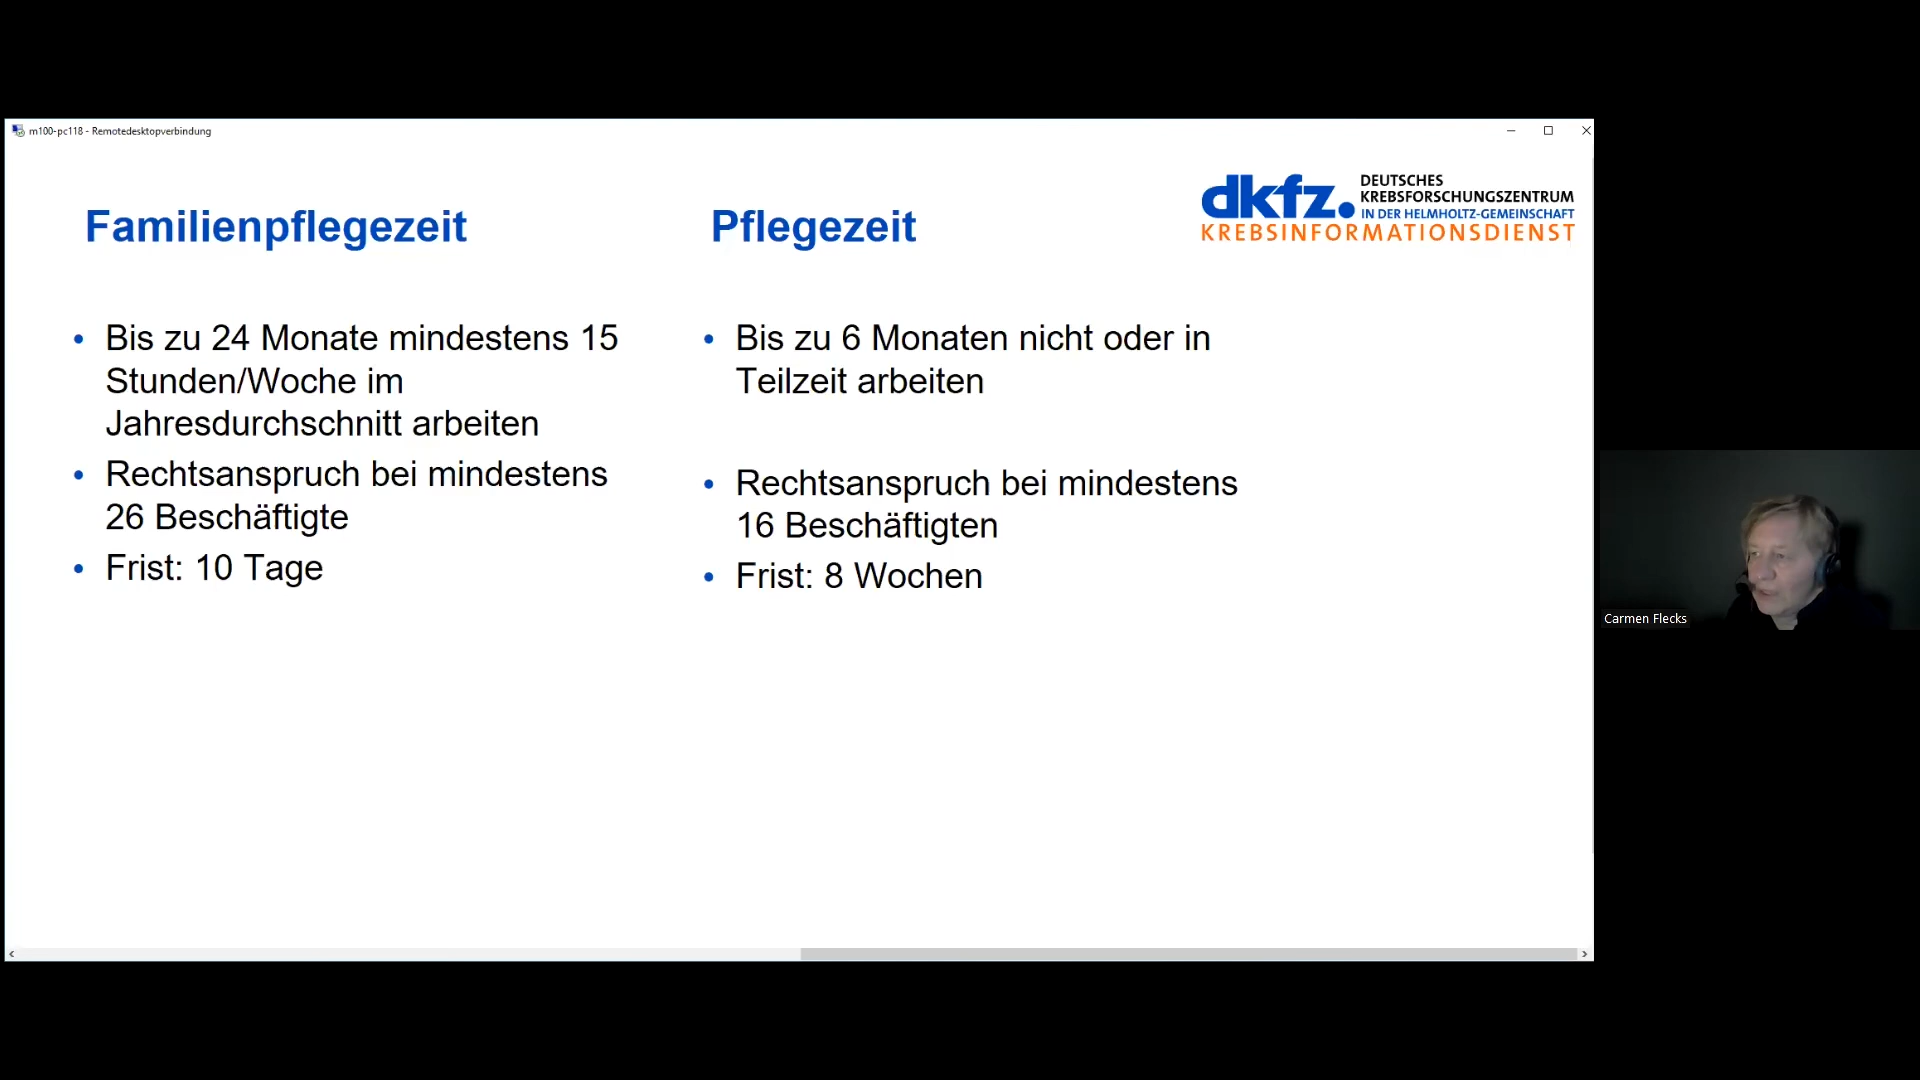 m100-pc118 - Remotedesktopverbindung
Familienpflegezeit
• Bis zu 24 Monate mindestens 15
Stunden/Woche im
Jahresdurchschnitt arbeiten
• Rechtsanspruch bei mindestens
26 Beschäftigte
• Frist: 10 Tage
Pflegezeit
• Bis zu 6 Monaten nicht oder in
Teilzeit arbeiten
• Rechtsanspruch bei mindestens
16 Beschäftigten
• Frist: 8 Wochen
dkfz.
DEUTSCHES
KREBSFORSCHUNGSZENTRUM
IN DER HELMHOLTZ-GEMEINSCHAFT
KREBSINFORMATIONSDIENST
Carmen Flecks